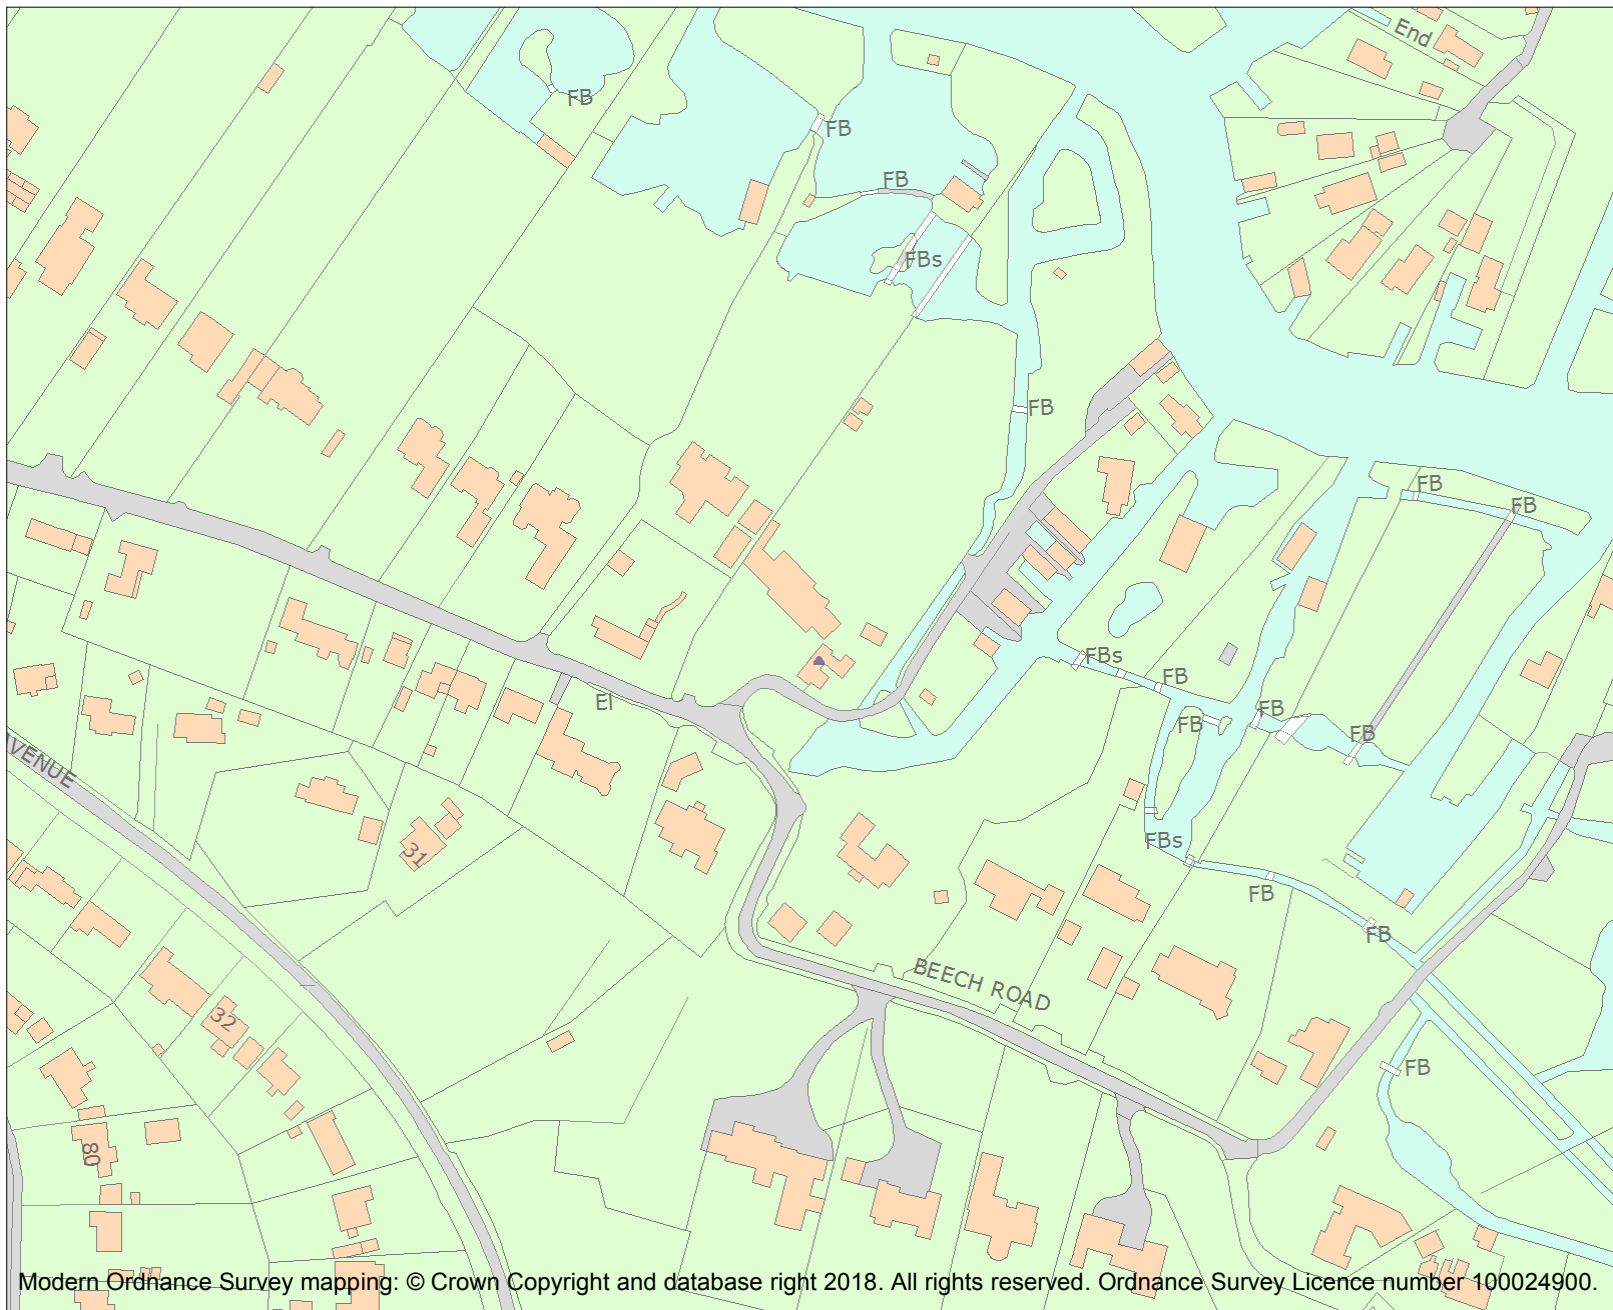 End
FB
FB
FB
FBs
FB
FB
FB
FBs
FB
EI
FB
FB
FB
AVENUE
FBs
31
FB
FB
BEECH ROAD
32
FB
80
Modern Ordnance Survey mapping: © Crown Copyright and database right 2018. All rights reserved. Ordnance Survey Licence number 100024900.